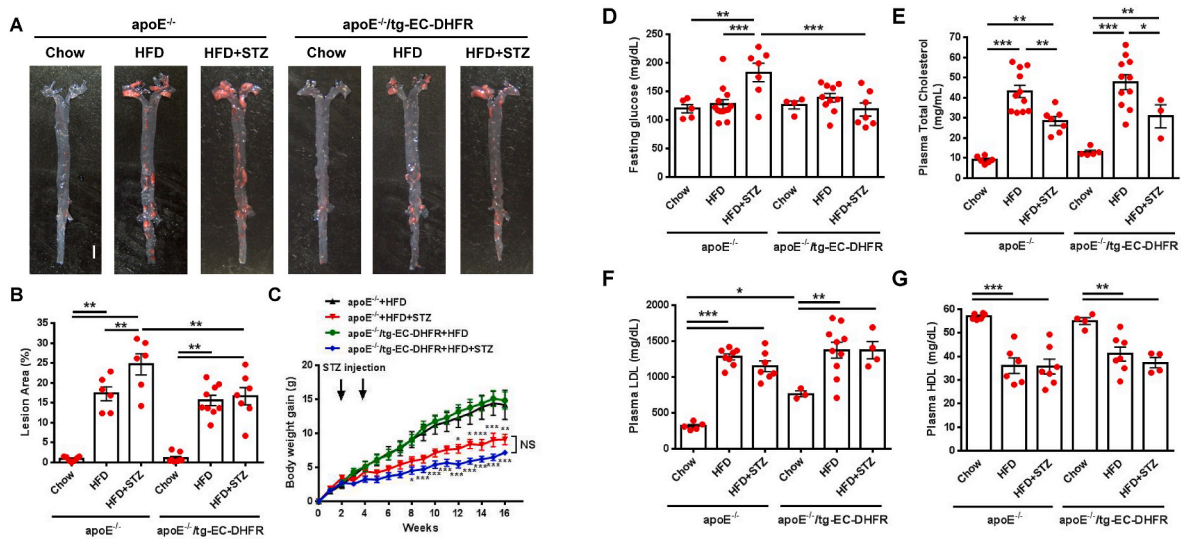 A
apoE-/-
apoE-/-/tg-EC-DHFR
Chow HFD HFD+STZ
Chow HFD HFD+STZ
B
Lesion Area (%)
35
30
25
20
15
10
5
0
** ** ** **
Chow HFD HFD+STZ Chow HFD HFD+STZ
apoE-/- apoE-/-/tg-EC-DHFR
C
apoE-/-+HFD
apoE-/-+HFD+STZ
apoE-/-/tg-EC-DHFR+HFD
apoE-/-/tg-EC-DHFR+HFD+STZ
STZ injection
Body weight gain (g)
20
15
10
5
0
NS
0 2 4 6 8 10 12 14 16
Weeks
D
Fasting glucose (mg/dL)
250
200
150
100
50
0
** *** ***
Chow HFD HFD+STZ Chow HFD HFD+STZ
apoE-/- apoE-/-/tg-EC-DHFR
E
Plasma Total Cholesterol
(mg/mL)
70
60
50
40
30
20
10
0
** *** ** ** *** *
Chow HFD HFD+STZ Chow HFD HFD+STZ
apoE-/- apoE-/-/tg-EC-DHFR
F
Plasma LDL (mg/dL)
2000
1500
1000
500
0
* *** **
Chow HFD HFD+STZ Chow HFD HFD+STZ
apoE-/- apoE-/-/tg-EC-DHFR
G
Plasma HDL (mg/dL)
60
40
20
0
*** **
Chow HFD HFD+STZ Chow HFD HFD+STZ
apoE-/- apoE-/-/tg-EC-DHFR